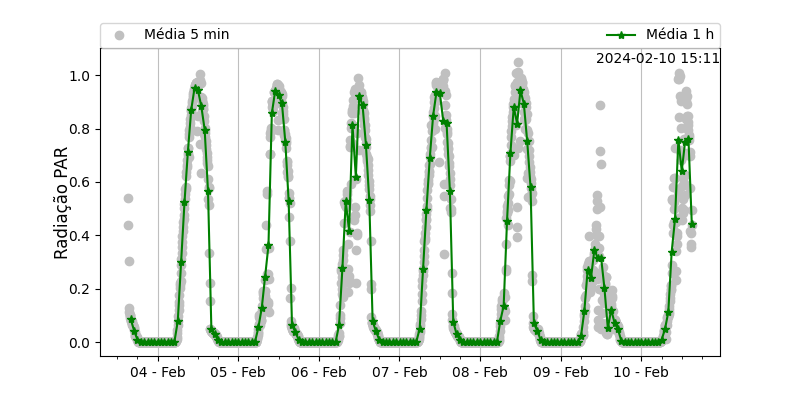 Média 5 min
Média 1 h
2024-02-10 15:11
Radiação PAR
1.0
0.8
0.6
0.4
0.2
0.0
04 - Feb
05 - Feb
06 - Feb
07 - Feb
08 - Feb
09 - Feb
10 - Feb